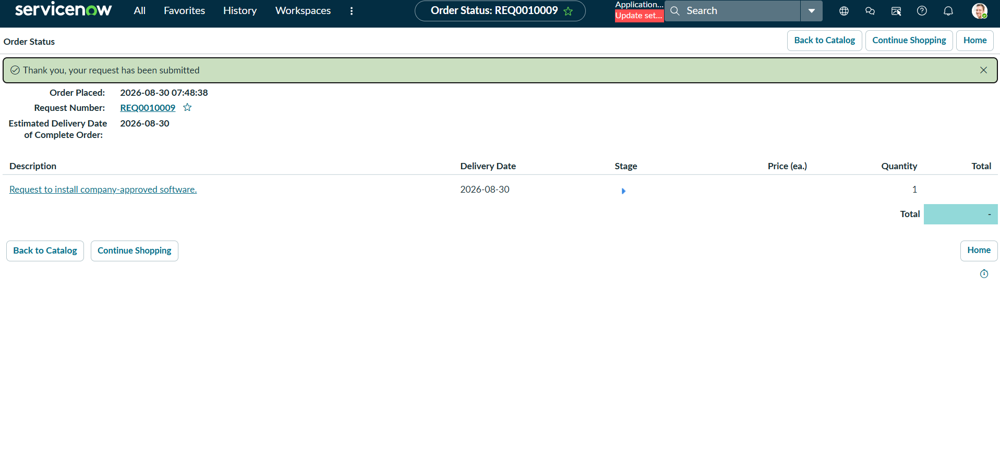 servicenow All Favorites History Workspaces Order Status: REQ0010009 Application... Search
Update set...
Order Status Back to Catalog Continue Shopping Home
Thank you, your request has been submitted
Order Placed: 2026-08-30 07:48:38
Request Number: REQ0010009
Estimated Delivery Date 2026-08-30
of Complete Order:
Description Delivery Date Stage Price (ea.) Quantity Total
Request to install company-approved software. 2026-08-30 1
Total -
Back to Catalog Continue Shopping Home